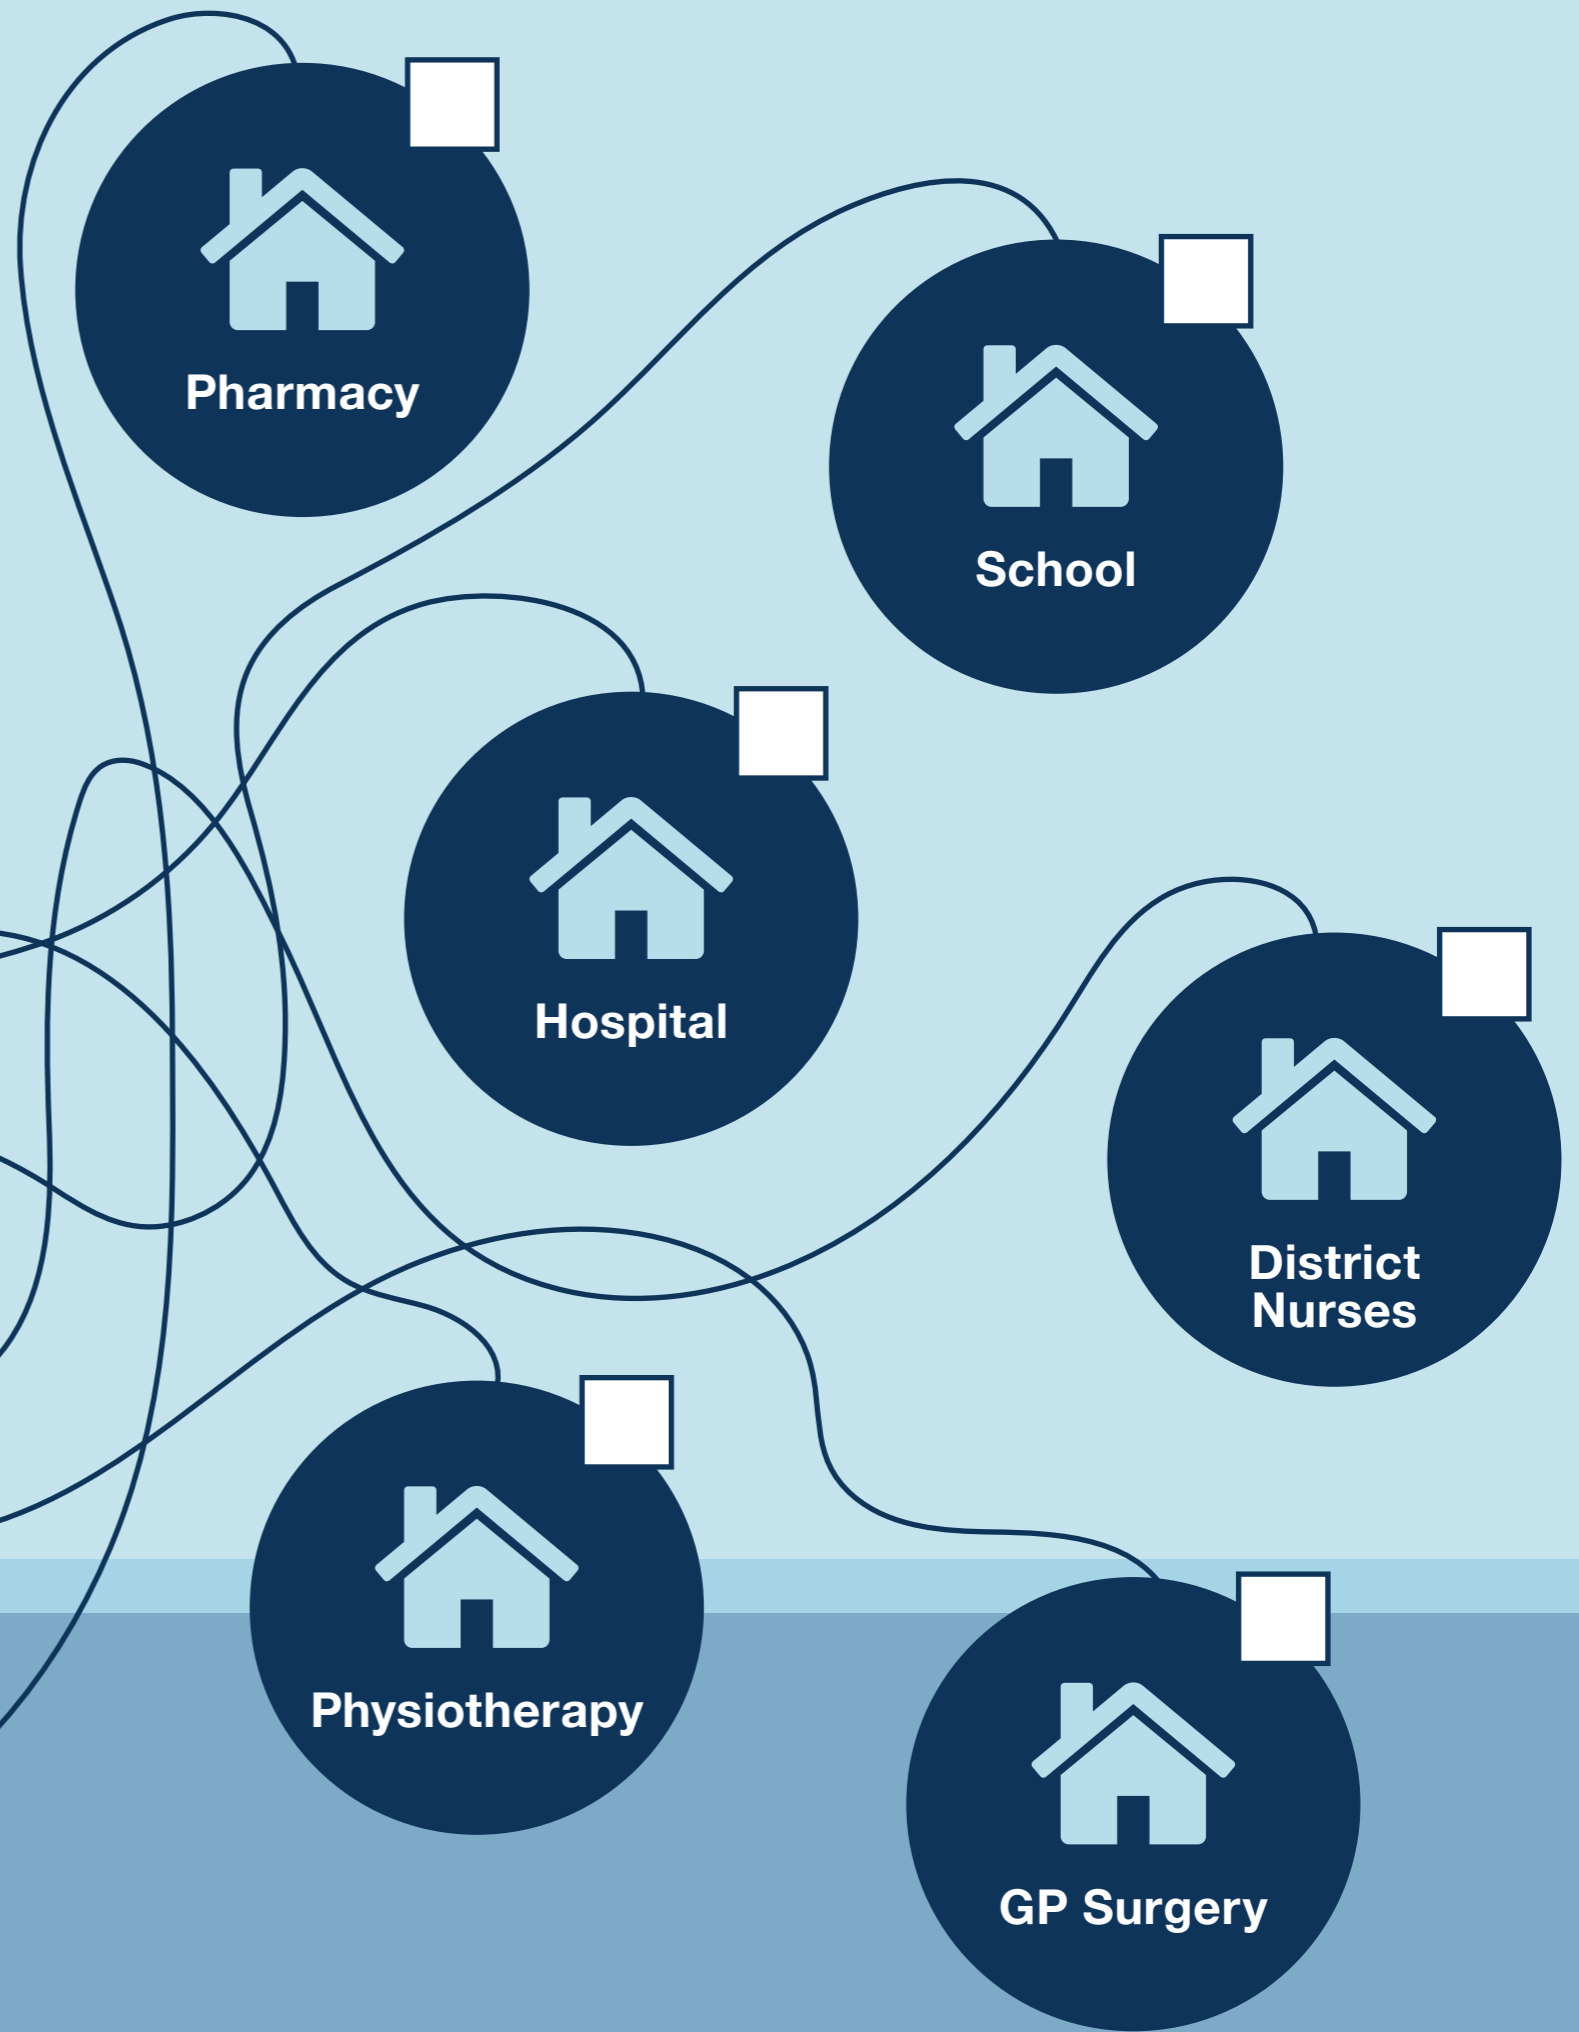 Pharmacy
School
Hospital
District
Nurses
Physiotherapy
GP Surgery